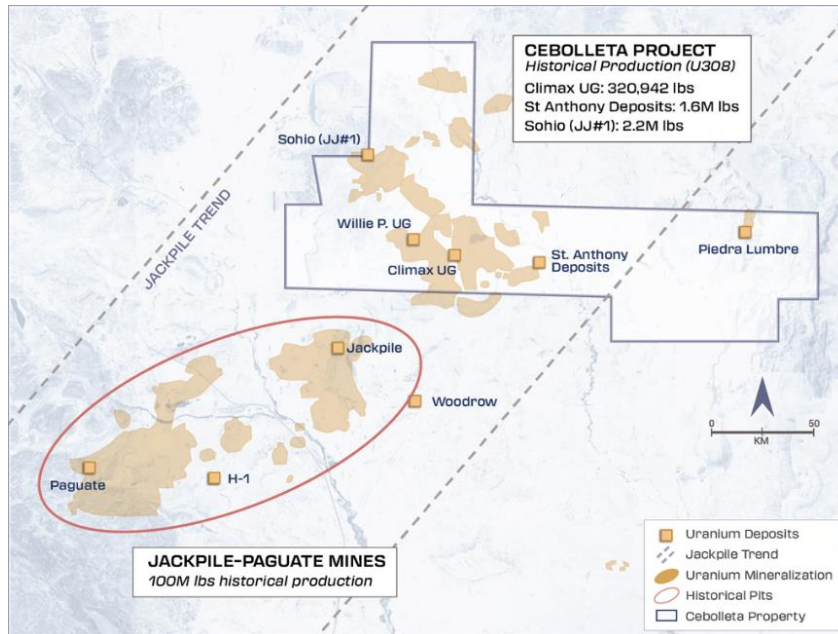 CEBOLLETA PROJECT
Historical Production (U308)
Climax UG: 320,942 lbs
St Anthony Deposits: 1.6M lbs
Sohio (JJ#1): 2.2M lbs
Sohio (JJ#1)
JACKPILE TREND
Willie P. UG
Climax UG
St. Anthony
Deposits
Piedra Lumbre
Jackpile
Woodrow
Paguate
H-1
0
50
KM
JACKPILE-PAGUATE MINES
100M lbs historical production
Uranium Deposits
Jackpile Trend
Uranium Mineralization
Historical Pits
Cebolleta Property